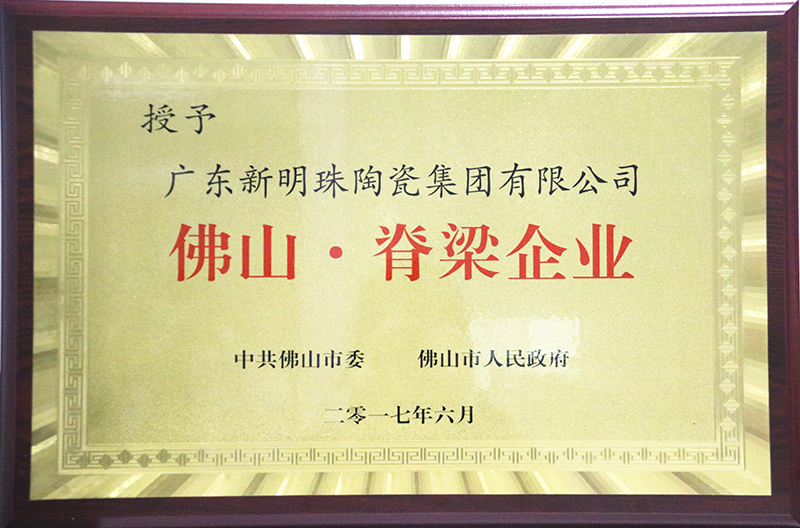 授予
广东新明珠陶瓷集团有限公司
佛山·脊梁企业
中共佛山市委 佛山市人民政府
二零一七年六月